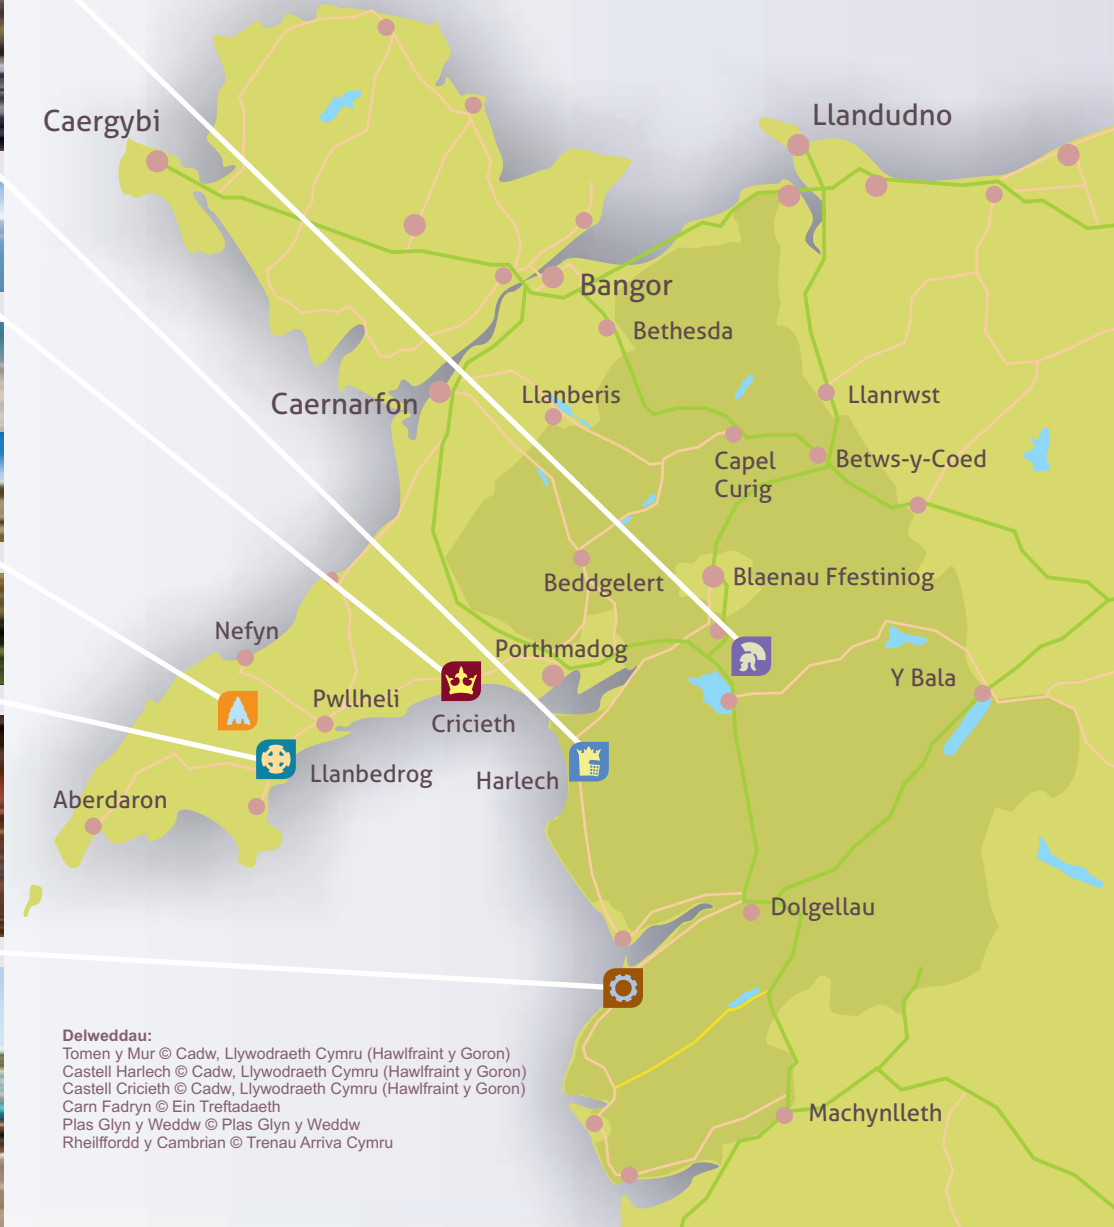 Llandudno
Caergybi
Bangor
Bethesda
Llanberis
Llanrwst
Caernarfon
Capel
Curig
Betws-y-Coed
Beddgelert
Blaenau Ffestiniog
Nefyn
Porthmadog
Y Bala
Pwllheli
Cricieth
Llanbedrog
Harlech
Aberdaron
Dolgellau
Delweddau:
Tomen y Mur © Cadw, Llywodraeth Cymru (Hawlfraint y Goron)
Castell Harlech © Cadw, Llywodraeth Cymru (Hawlfraint y Goron)
Castell Cricieth © Cadw, Llywodraeth Cymru (Hawlfraint y Goron)
Carn Fadryn © Ein Treftadaeth
Plas Glyn y Weddw © Plas Glyn y Weddw
Rheilffordd y Cambrian © Trenau Arriva Cymru
Machynlleth